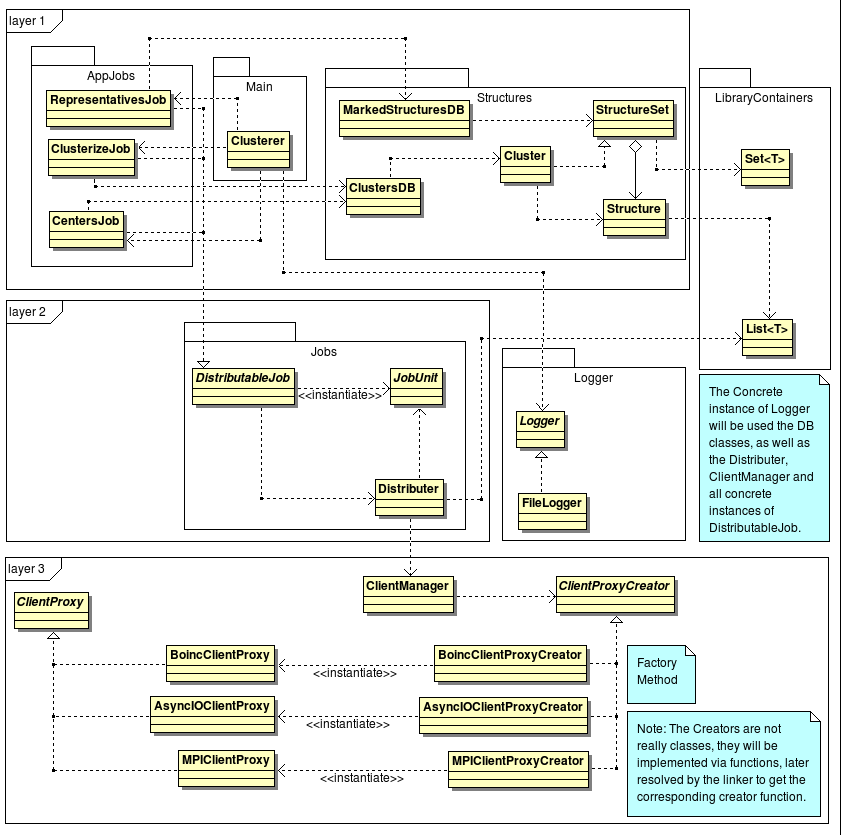 layer 1
AppJobs
RepresentativesJob
ClusterizeJob
CentersJob
Main
Clusterer
Structures
MarkedStructuresDB
StructureSet
Cluster
ClustersDB
Structure
LibraryContainers
Set<T>
List<T>
layer 2
Jobs
DistributableJob
<<instantiate>>
JobUnit
Distributer
Logger
Logger
FileLogger
The Concrete
instance of Logger
will be used the DB
classes, as well as
the Distributer,
ClientManager and
all concrete
instances of
DistributableJob.
layer 3
ClientProxy
ClientManager
ClientProxyCreator
BoincClientProxy
<<instantiate>>
BoincClientProxyCreator
AsyncIOClientProxy
<<instantiate>>
AsyncIOClientProxyCreator
MPIClientProxy
<<instantiate>>
MPIClientProxyCreator
Factory
Method
Note: The Creators are not
really classes, they will be
implemented via functions, later
resolved by the linker to get the
corresponding creator function.